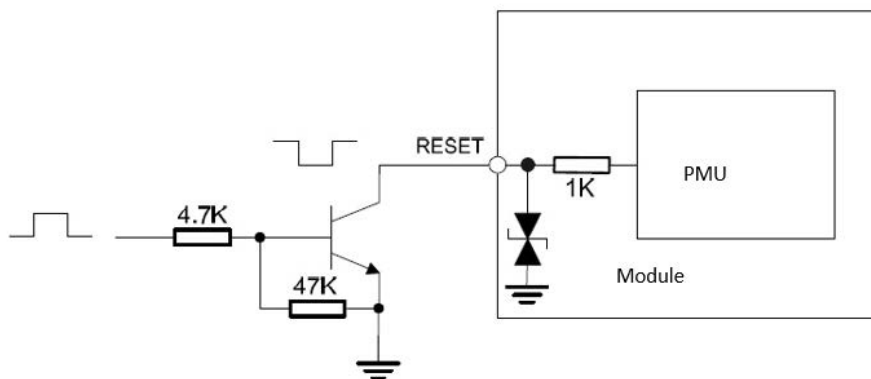 RESET
4.7K
1K
PMU
47K
Module